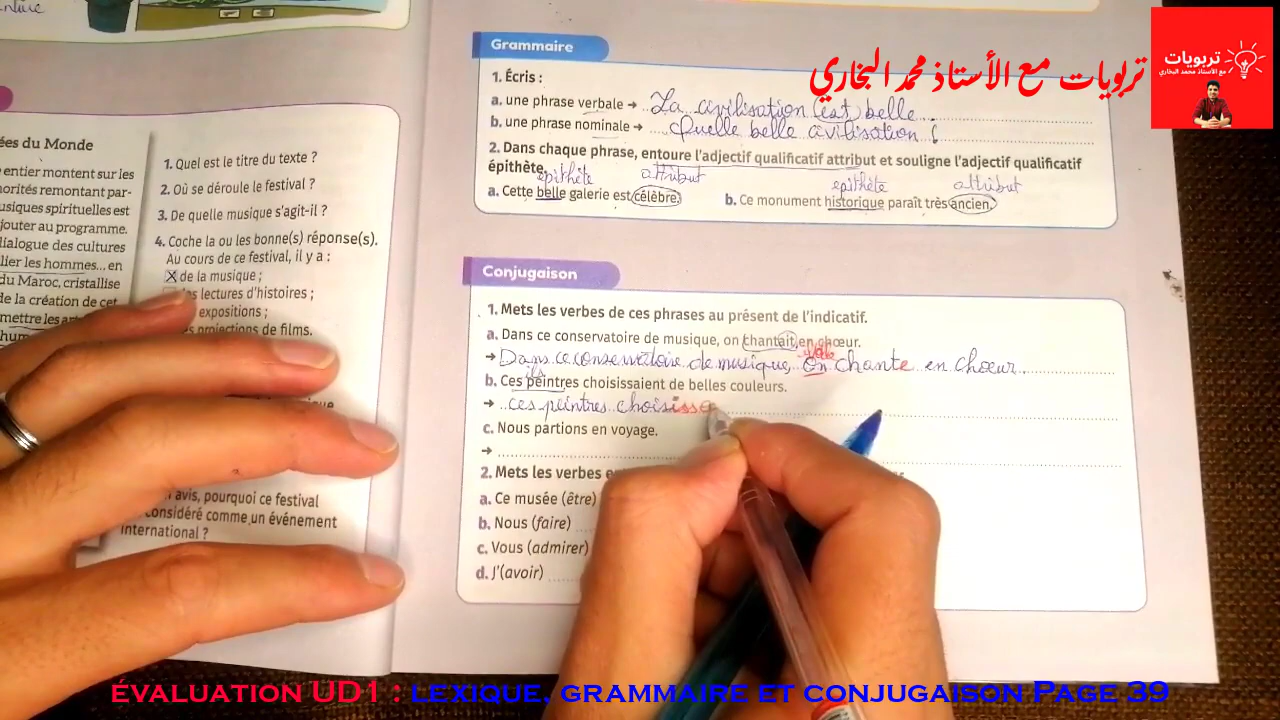 تربويات مع الأستاذ محمد البخاري
تربويات
مع الأستاذ محمد البخاري
ées du Monde
entier montent sur les
orités remontant par-
usiques spirituelles est
jouter au programme.
dialogue des cultures
lier les hommes... en
du Maroc, cristallise
de la création de cet
mettre les
1. Quel est le titre du texte ?
2. Où se déroule le festival ?
3. De quelle musique s'agit-il ?
4. Coche la ou les bonne(s) réponse(s).
Au cours de ce festival, il y a :
X de la musique ;
lectures d'histoires ;
expositions ;
projections de films.
avis, pourquoi ce festival
considéré comme un événement
international ?
Grammaire
1. Écris :
a. une phrase verbale → La civilisation est belle
b. une phrase nominale → Quelle belle civilisation !
2. Dans chaque phrase, entoure l'adjectif qualificatif attribut et souligne l'adjectif qualificatif
épithète.
épithète attribut épithète attribut
a. Cette belle galerie est célèbre. b. Ce monument historique paraît très ancien.
Conjugaison
1. Mets les verbes de ces phrases au présent de l'indicatif.
a. Dans ce conservatoire de musique, on chantait en chœur.
→ Dans ce conservatoire de musique, On chante en chœur.
ils
b. Ces peintres choisissaient de belles couleurs.
→ ces peintres choisisse
c. Nous partions en voyage.
→
2. Mets les verbes
a. Ce musée (être)
b. Nous (faire)
c. Vous (admirer)
d. J'(avoir)
évaluation UD1 : lexique, grammaire et conjugaison Page 39